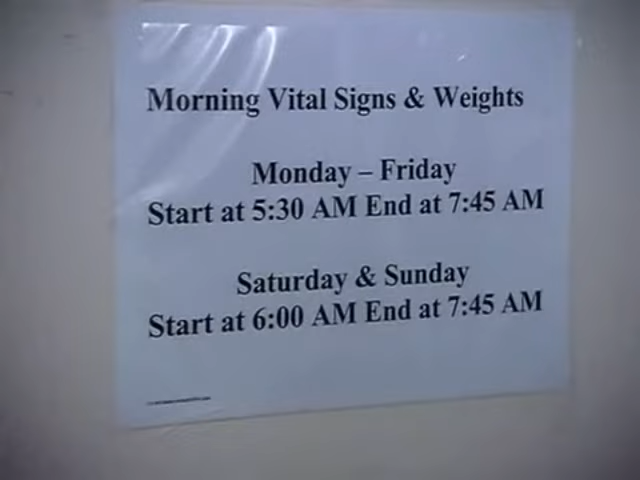 Morning Vital Signs & Weights
Monday – Friday
Start at 5:30 AM End at 7:45 AM
Saturday & Sunday
Start at 6:00 AM End at 7:45 AM